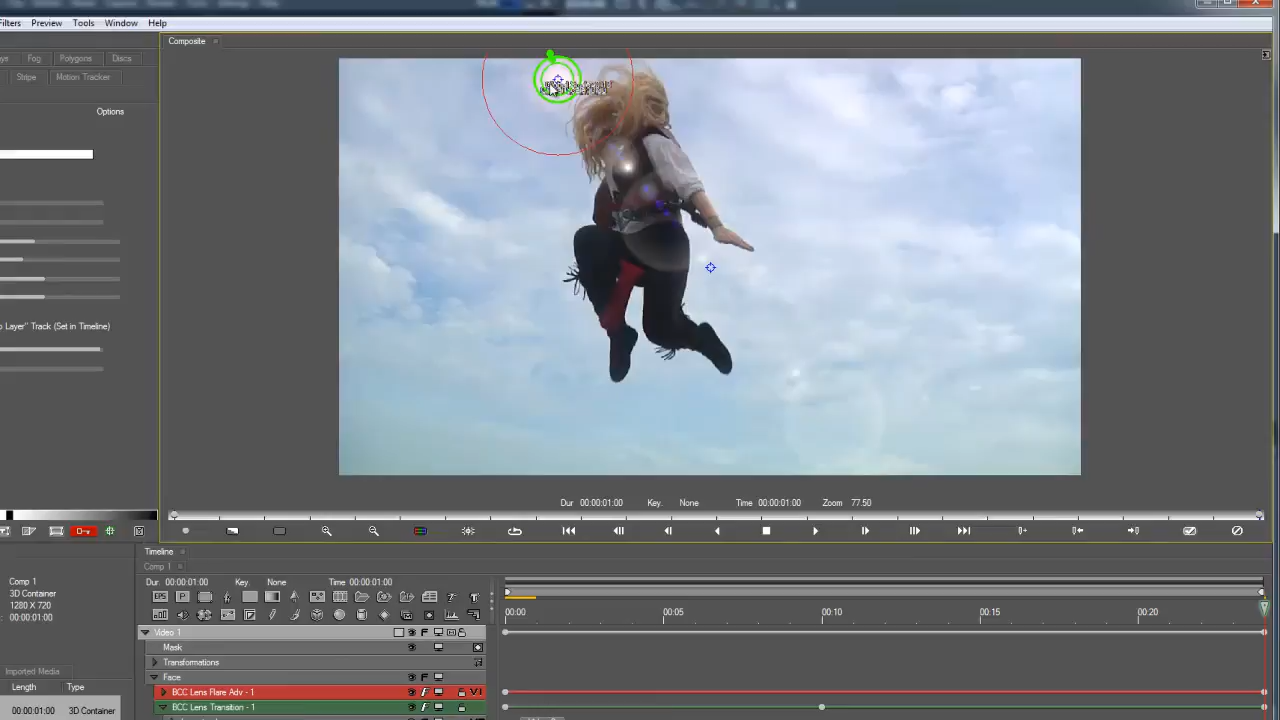 Filters Preview Tools Window Help
Composite
Fog Polygons Discs
Stripe Motion Tracker
Options
Layer" Track (Set in Timeline)
Dur 00:00:01:00 Key. None Time 00:00:01:00 Zoom 77.50
Timeline
Comp 1
Dur. 00:00:01:00 Key: None Time 00:00:01:00
Comp 1
3D Container
1280 X 720
00:00:01:00
00:00 00:05 00:10 00:15 00:20
Video 1
Mask
Transformations
Imported Media
Face
Length Type
BCC Lens Flare Adv - 1
BCC Lens Transition - 1
00:00:01:00 3D Container